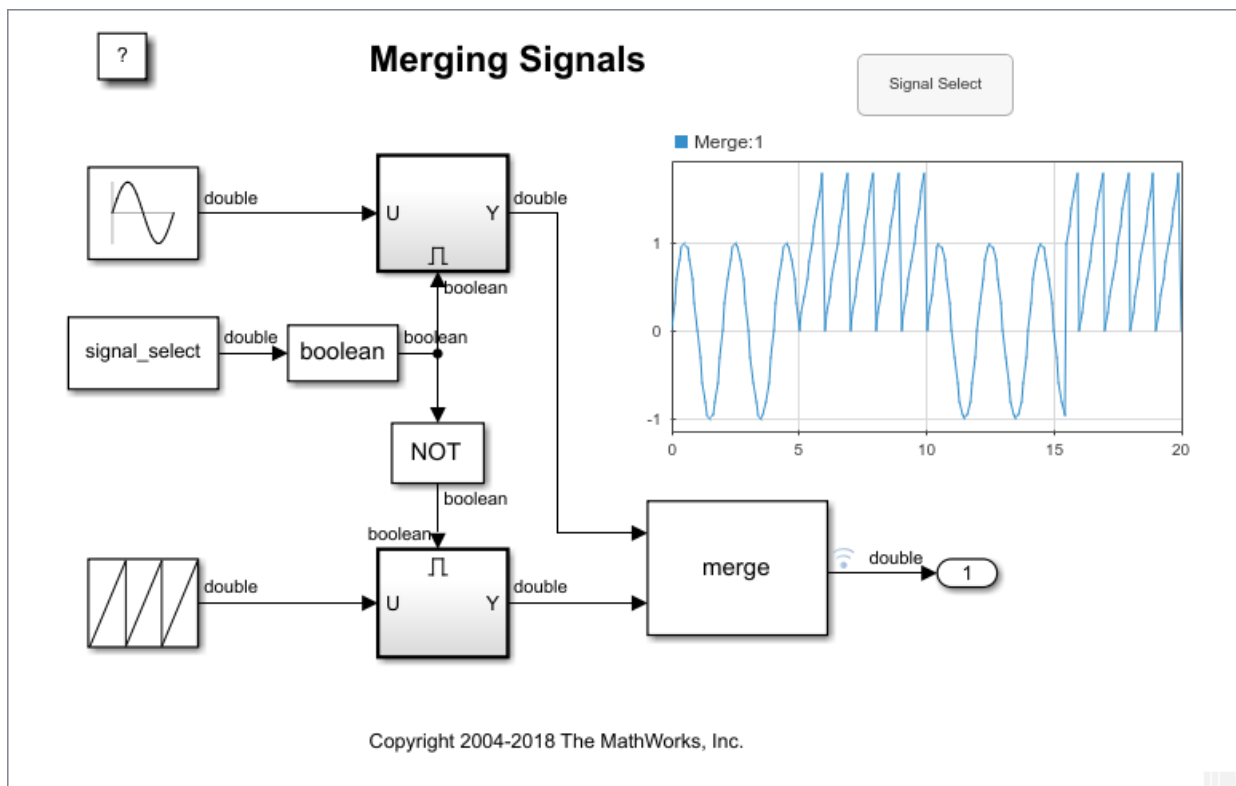 ?
Merging Signals
Signal Select
Merge:1
double
U
Y
double
boolean
signal_select
double
boolean
boolean
NOT
boolean
boolean
double
U
Y
double
1
0
-1
0
5
10
15
20
merge
double
1
Copyright 2004-2018 The MathWorks, Inc.